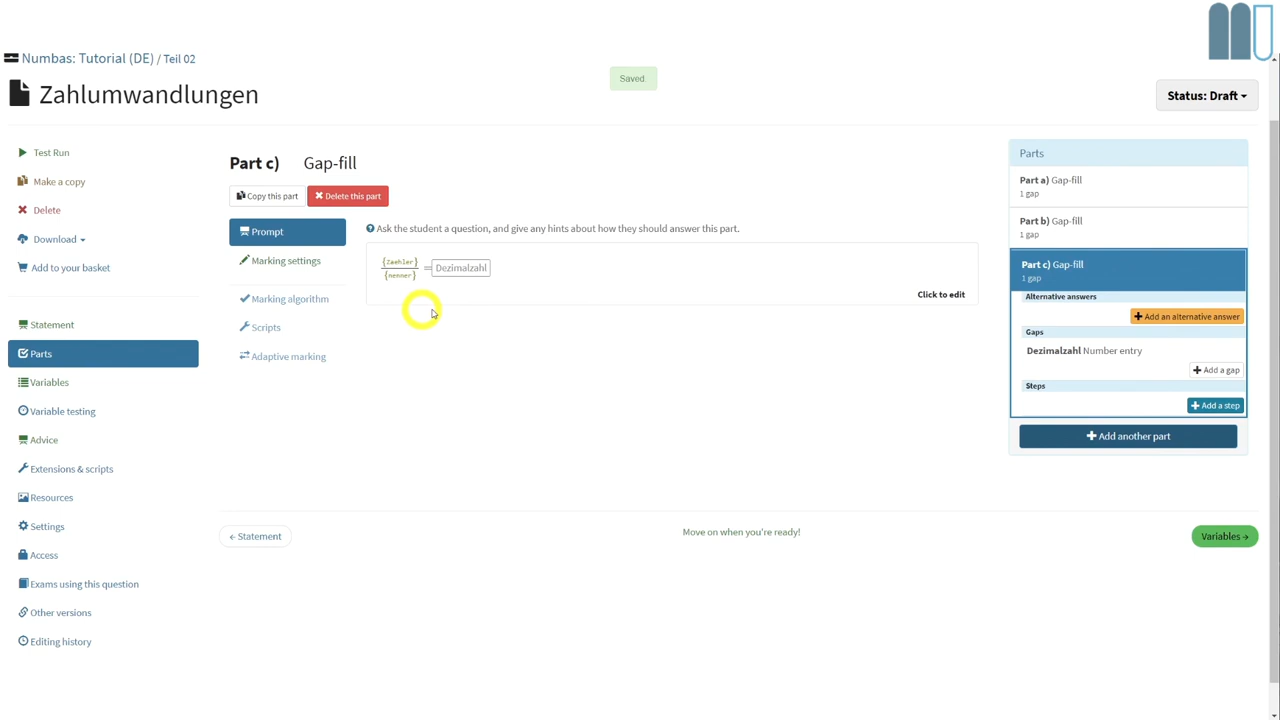 Numbas: Tutorial (DE) / Teil 02
Saved
Zahlumwandlungen
Status: Draft
Test Run
Make a copy
Delete
Download
Add to your basket
Statement
Parts
Variables
Variable testing
Advice
Extensions & scripts
Resources
Settings
Access
Exams using this question
Other versions
Editing history
Part c) Gap-fill
Copy this part
Delete this part
Prompt
Marking settings
Marking algorithm
Scripts
Adaptive marking
Ask the student a question, and give any hints about how they should answer this part.
{Zaehler}
{nenner}
= Dezimalzahl
Click to edit
Parts
Part a) Gap-fill
1 gap
Part b) Gap-fill
1 gap
Part c) Gap-fill
1 gap
Alternative answers
Add an alternative answer
Gaps
Dezimalzahl Number entry
Add a gap
Steps
Add a step
Add another part
← Statement
Move on when you're ready!
Variables →